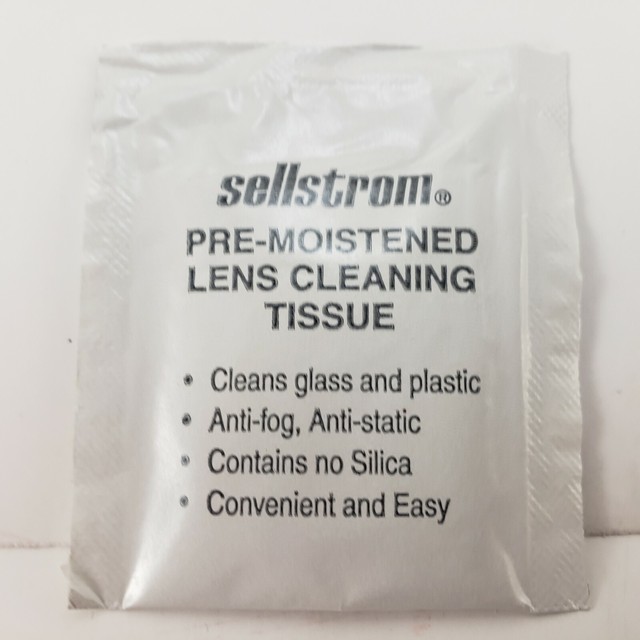 sellstrom®
PRE-MOISTENED
LENS CLEANING
TISSUE
• Cleans glass and plastic
• Anti-fog, Anti-static
• Contains no Silica
• Convenient and Easy